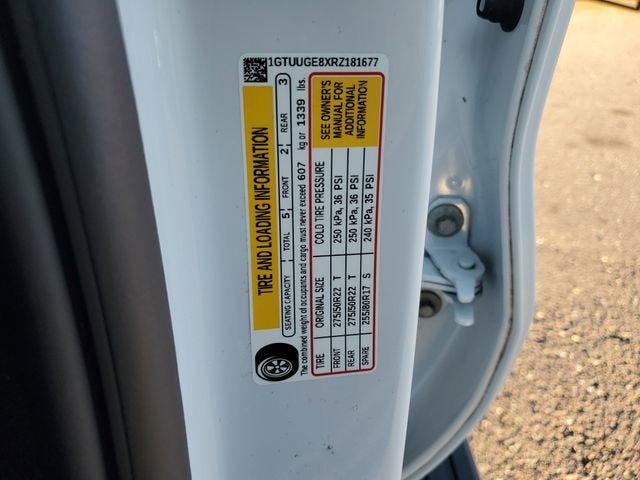 1GTUUGE8XRZ181677
TIRE AND LOADING INFORMATION
SEATING CAPACITY TOTAL 5 FRONT 2 REAR 3
The combined weight of occupants and cargo must never exceed 607 kg or 1339 lbs.
TIRE ORIGINAL SIZE COLD TIRE PRESSURE
FRONT 275/50R22 T 250 kPa, 36 PSI
REAR 275/50R22 T 250 kPa, 36 PSI
SPARE 255/80R17 S 240 kPa, 35 PSI
SEE OWNER'S
MANUAL FOR
ADDITIONAL
INFORMATION